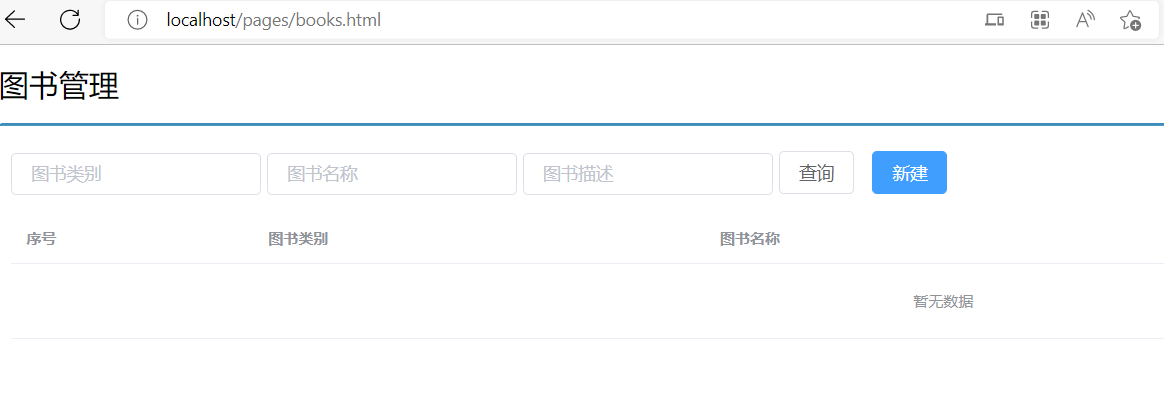 localhost/pages/books.html
图书管理
图书类别 图书名称 图书描述 查询 新建
序号 图书类别 图书名称
暂无数据